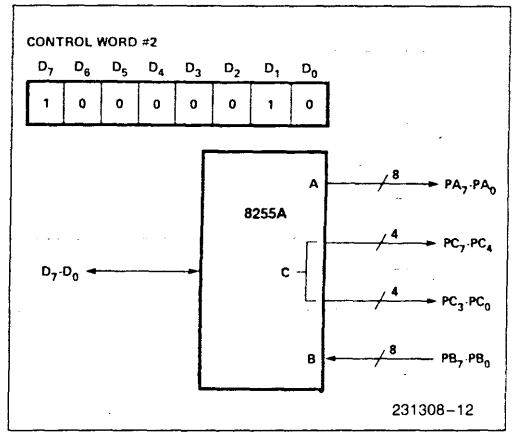 CONTROL WORD #2
D7 D6 D5 D4 D3 D2 D1 D0
1 0 0 0 0 0 1 0
8255A
A 8 PA7-PA0
4 PC7-PC4
D7-D0 C
4 PC3-PC0
B 8 PB7-PB0
231308-12